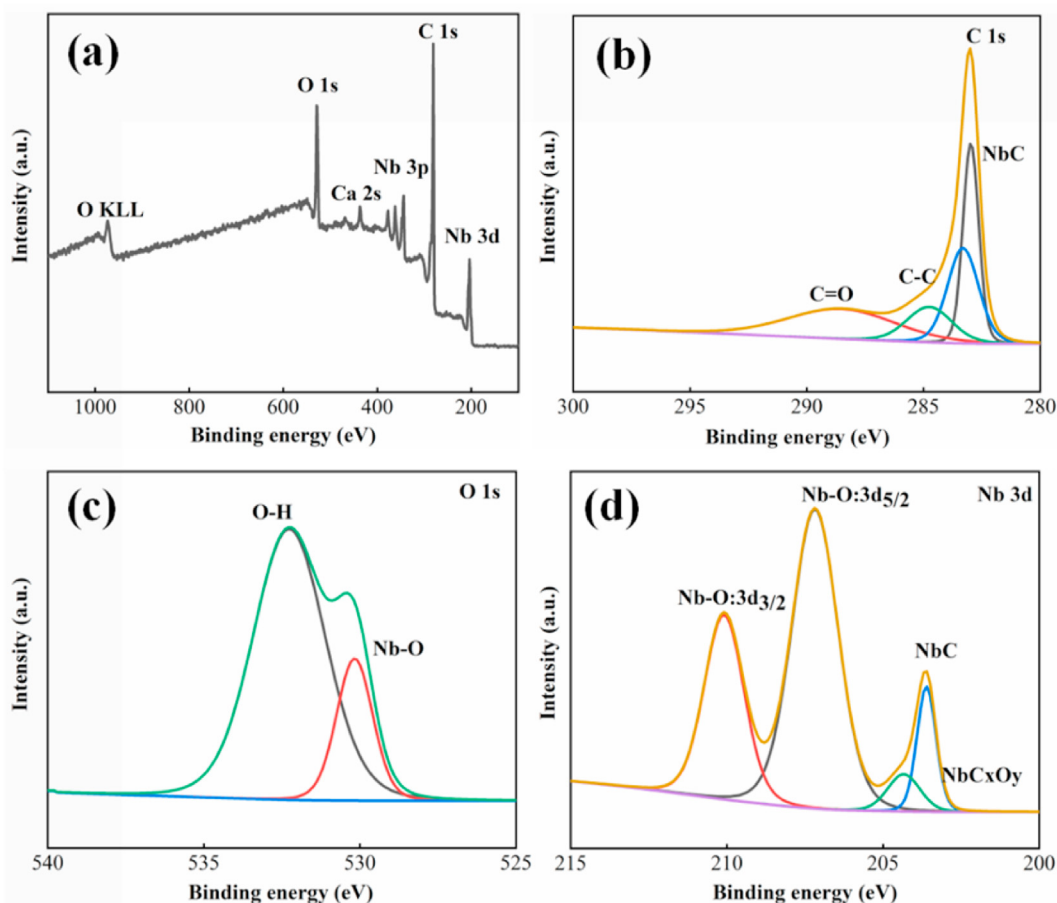 (a)
C 1s
O 1s
Nb 3p
Ca 2s
O KLL
Nb 3d
Intensity (a.u.)
1000 800 600 400 200
Binding energy (eV)
(b)
C 1s
NbC
C-C
C=O
Intensity (a.u.)
300 295 290 285 280
Binding energy (eV)
(c)
O 1s
O-H
Nb-O
Intensity (a.u.)
540 535 530 525
Binding energy (eV)
(d)
Nb-O:3d5/2
Nb 3d
Nb-O:3d3/2
NbC
NbCxOy
Intensity (a.u.)
215 210 205 200
Binding energy (eV)